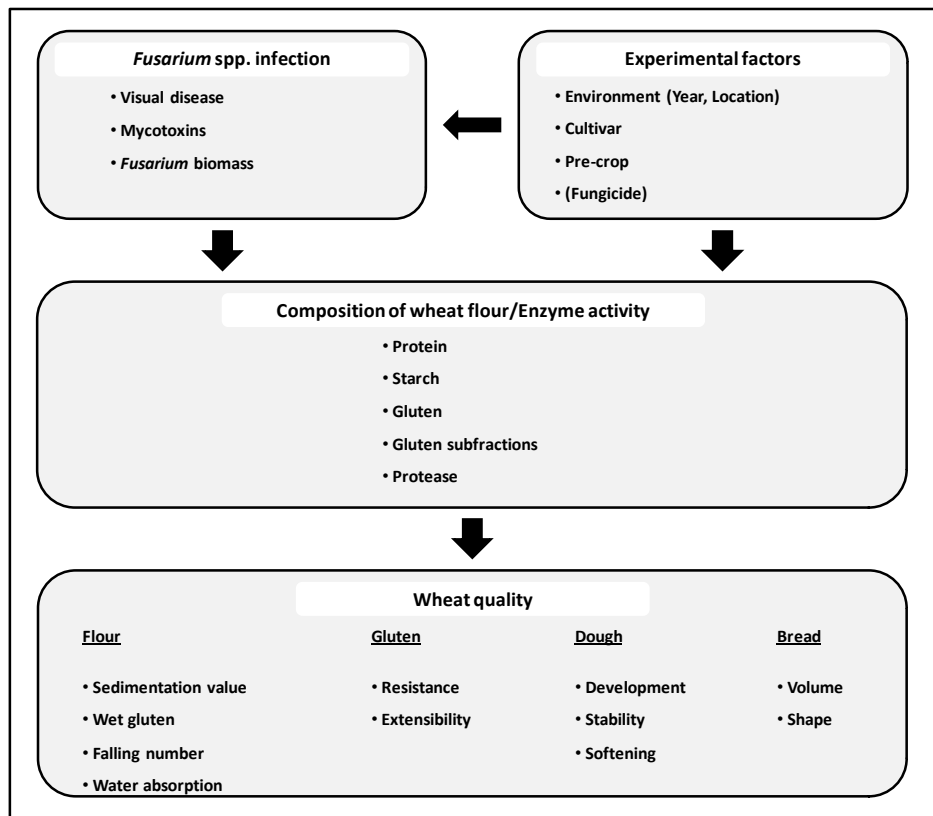 Fusarium spp. infection
• Visual disease
• Mycotoxins
• Fusarium biomass
Experimental factors
• Environment (Year, Location)
• Cultivar
• Pre-crop
• (Fungicide)
Composition of wheat flour/Enzyme activity
• Protein
• Starch
• Gluten
• Gluten subfractions
• Protease
Wheat quality
Flour
• Sedimentation value
• Wet gluten
• Falling number
• Water absorption
Gluten
• Resistance
• Extensibility
Dough
• Development
• Stability
• Softening
Bread
• Volume
• Shape